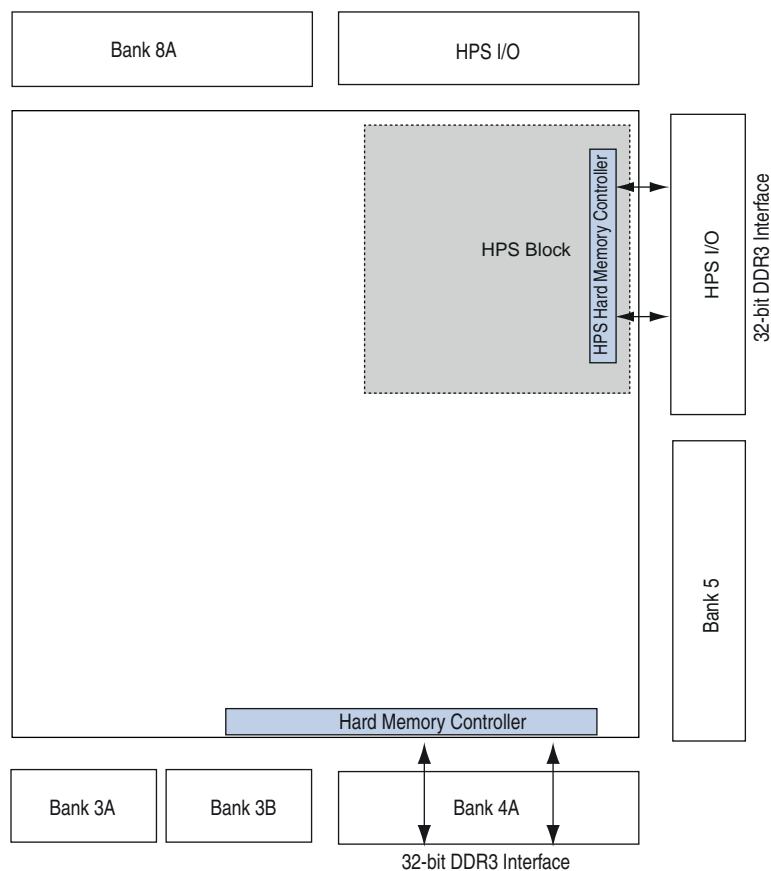 Bank 8A
HPS I/O
HPS Block
HPS Hard Memory Controller
HPS I/O
32-bit DDR3 Interface
Bank 5
Hard Memory Controller
Bank 3A
Bank 3B
Bank 4A
32-bit DDR3 Interface